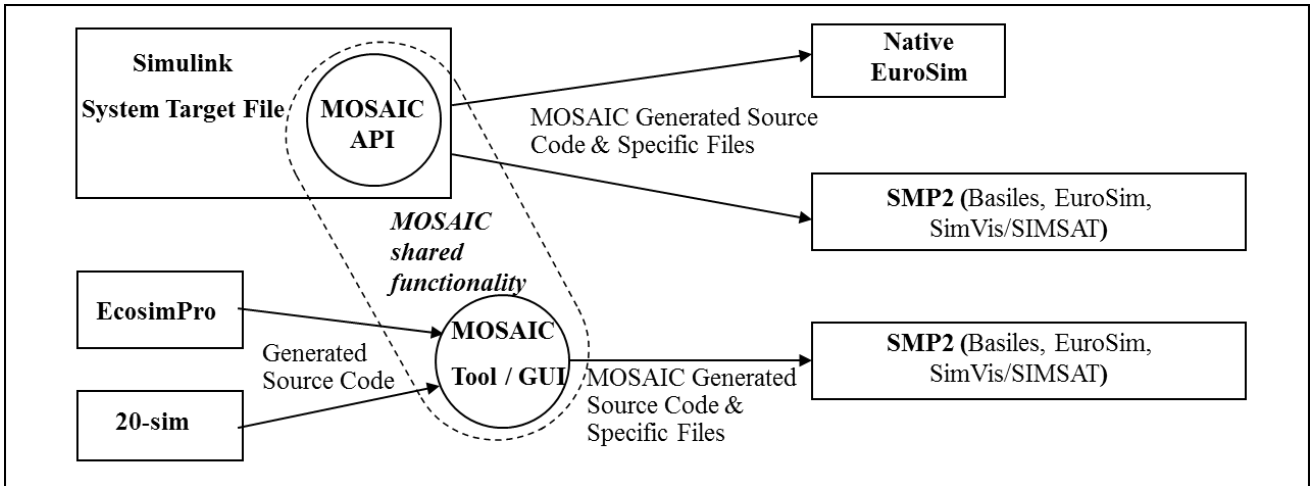 Simulink
System Target File
MOSAIC
API
Native
EuroSim
MOSAIC Generated Source
Code & Specific Files
SMP2 (Basiles, EuroSim,
SimVis/SIMSAT)
MOSAIC
shared
functionality
EcosimPro
Generated
Source Code
20-sim
MOSAIC
Tool / GUI
MOSAIC Generated
Source Code &
Specific Files
SMP2 (Basiles, EuroSim,
SimVis/SIMSAT)